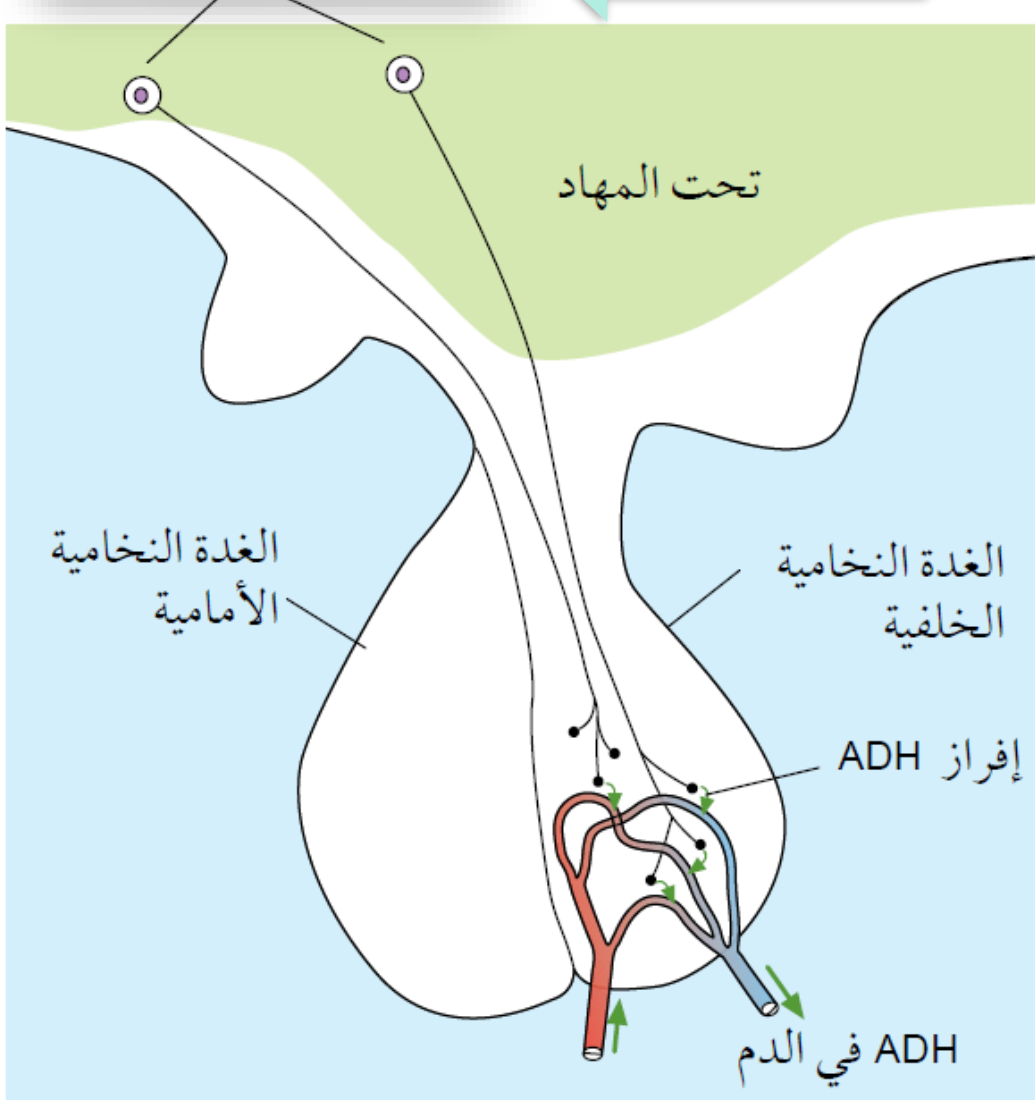 تحت المهاد
الغدة النخامية
الخلفية
الغدة النخامية
الأمامية
إفراز ADH
ADH في الدم